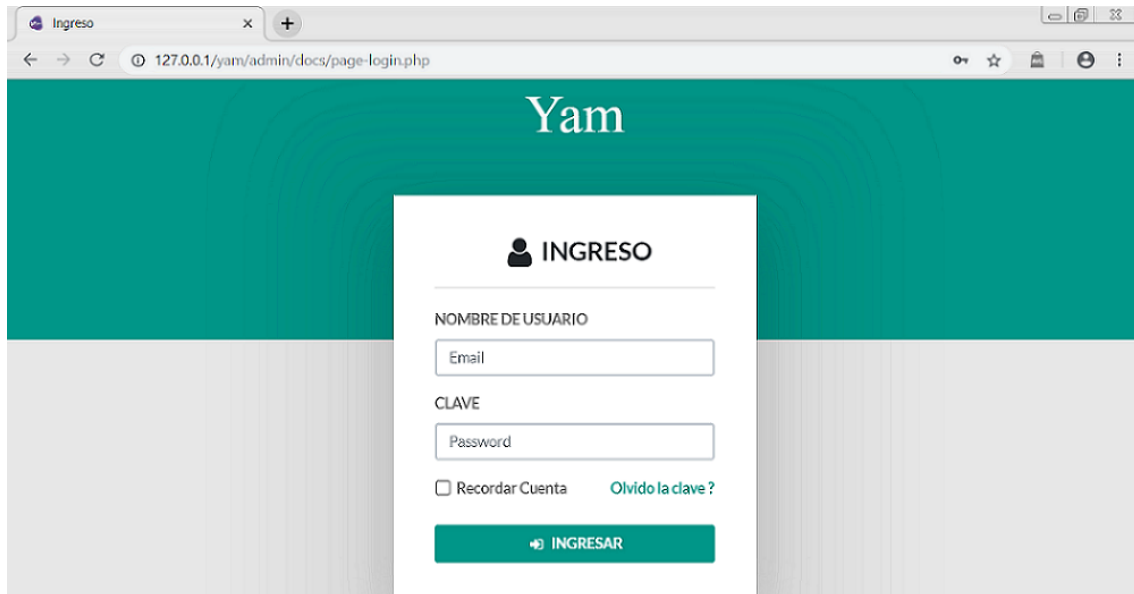 Ingreso
127.0.0.1/yam/admin/docs/page-login.php
Yam
INGRESO
NOMBRE DE USUARIO
Email
CLAVE
Password
Recordar Cuenta Olvido la clave ?
INGRESAR